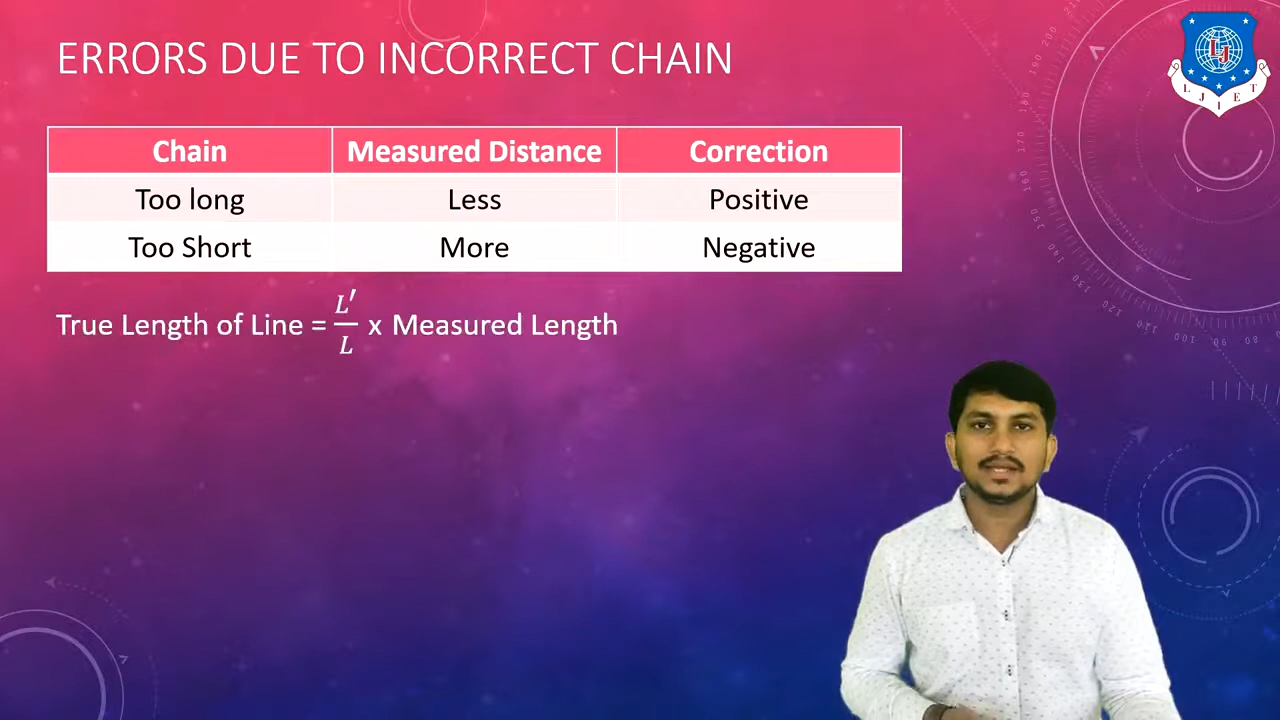 ERRORS DUE TO INCORRECT CHAIN
L J I E T
Chain Measured Distance Correction
Too long Less Positive
Too Short More Negative
True Length of Line = L'/L x Measured Length